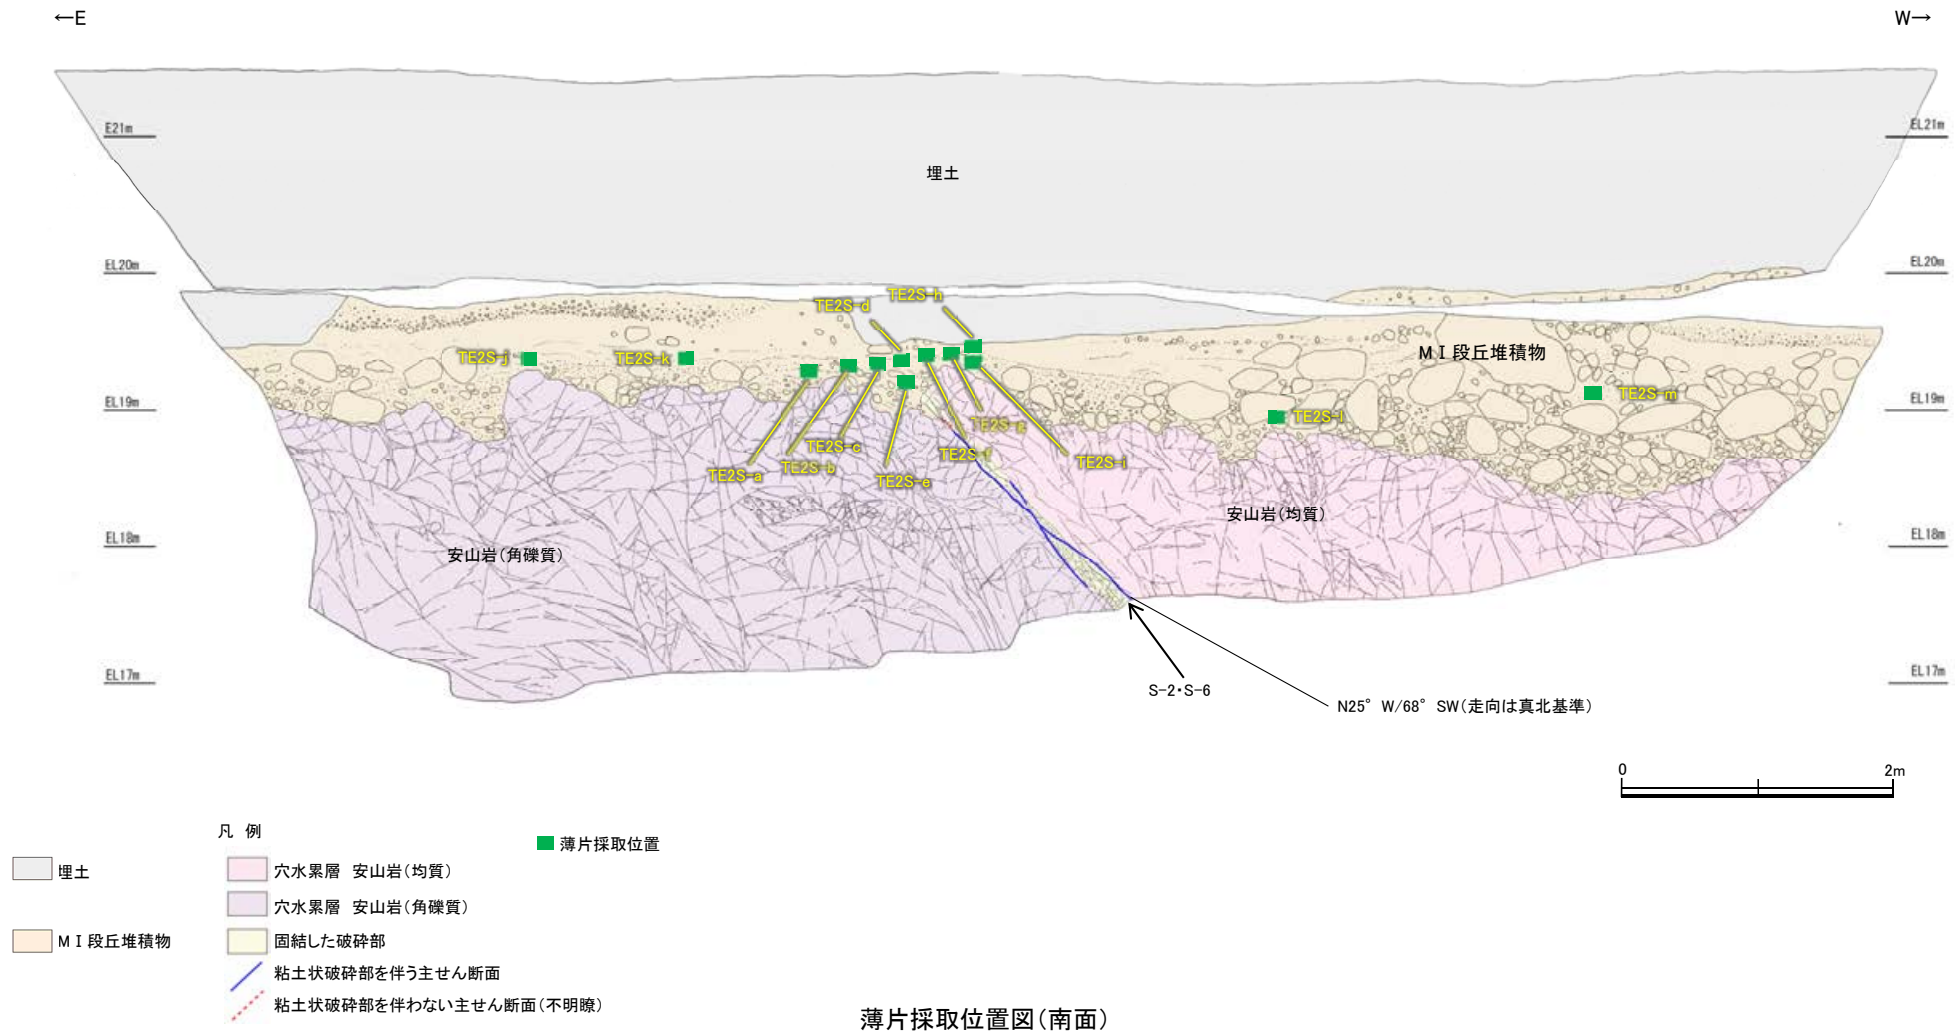 ←E
W→
E21m
EL21m
埋土
EL20m
EL20m
TE2S-h
TE2S-d
TE2S-j
TE2S-k
MⅠ段丘堆積物
TE2S-m
EL19m
EL19m
TE2S-l
TE2S-g
TE2S-c
TE2S-f
TE2S-b
TE2S-i
TE2S-a
TE2S-e
安山岩(均質)
EL18m
EL18m
安山岩(角礫質)
EL17m
EL17m
S-2・S-6
N25°W/68°SW(走向は真北基準)
0 2m
凡 例
薄片採取位置
埋土
穴水累層 安山岩(均質)
穴水累層 安山岩(角礫質)
MⅠ段丘堆積物
固結した破砕部
粘土状破砕部を伴う主せん断面
粘土状破砕部を伴わない主せん断面(不明瞭)
薄片採取位置図(南面)